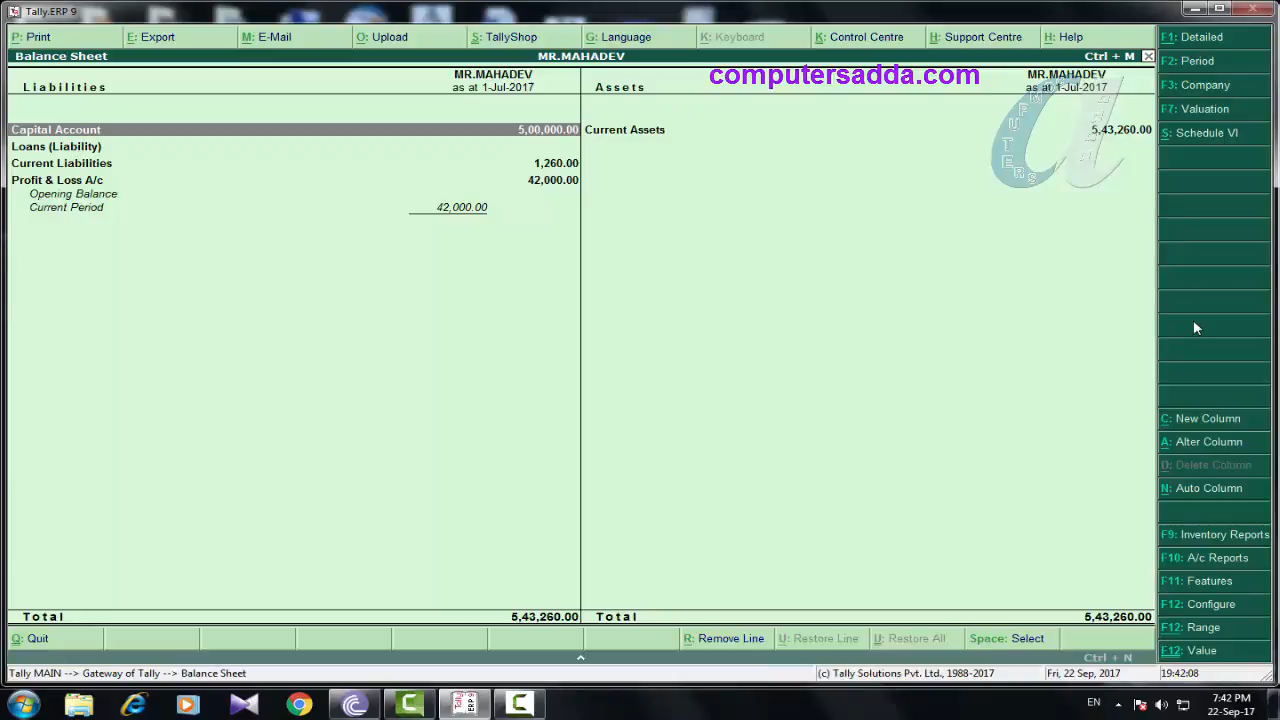 Tally.ERP 9
P: Print E: Export M: E-Mail O: Upload S: TallyShop G: Language K: Keyboard K: Control Centre H: Support Centre H: Help
Balance Sheet MR.MAHADEV Ctrl + M
computersadda.com
MR.MAHADEV MR.MAHADEV
Liabilities as at 1-Jul-2017 Assets as at 1-Jul-2017
Capital Account 5,00,000.00 Current Assets 5,43,260.00
Loans (Liability)
Current Liabilities 1,260.00
Profit & Loss A/c 42,000.00
Opening Balance
Current Period 42,000.00
Total 5,43,260.00 Total 5,43,260.00
F1: Detailed
F2: Period
F3: Company
F7: Valuation
S: Schedule VI
C: New Column
A: Alter Column
D: Delete Column
N: Auto Column
F9: Inventory Reports
F10: A/c Reports
F11: Features
F12: Configure
F12: Range
F12: Value
Q: Quit R: Remove Line U: Restore Line U: Restore All Space: Select
Ctrl + N
Tally MAIN --> Gateway of Tally --> Balance Sheet (c) Tally Solutions Pvt. Ltd., 1988-2017 Fri, 22 Sep, 2017 19:42:08
EN 7:42 PM
22-Sep-17